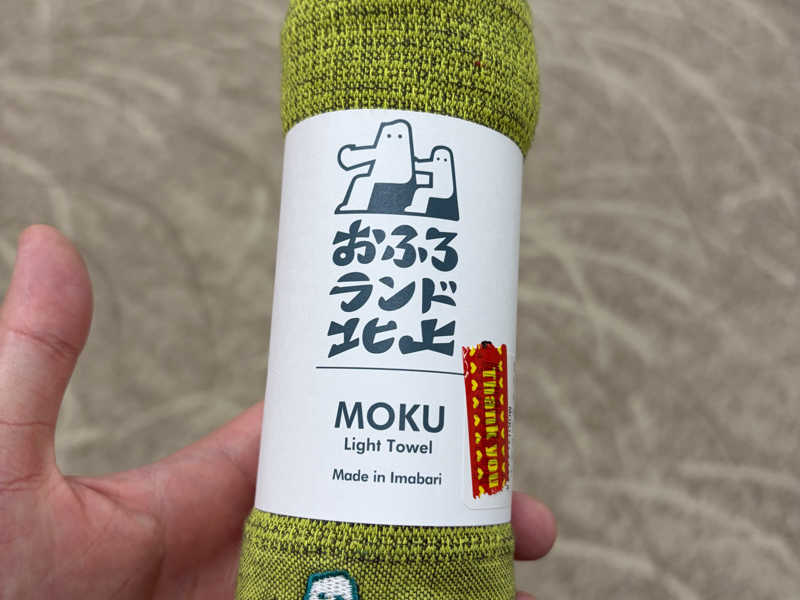 おふろ
ランド
北上
MOKU
Light Towel
Made in Imabari
Thank you